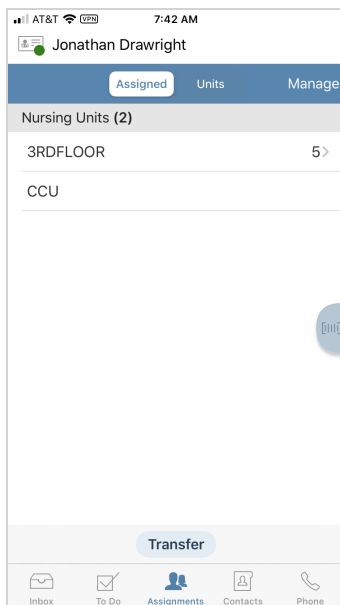 AT&T VPN 7:42 AM
Jonathan Drawright
Assigned Units Manage
Nursing Units (2)
3RDFLOOR 5
CCU
Transfer
Inbox To Do Assignments Contacts Phone